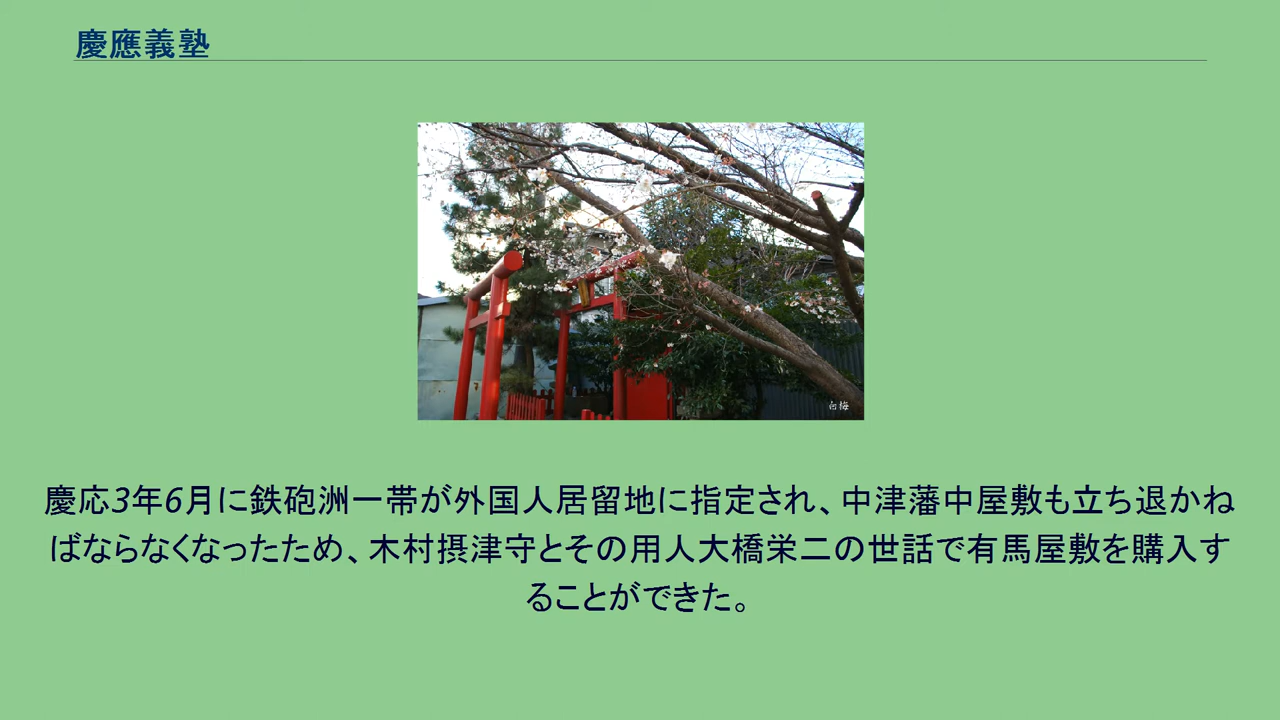 慶應義塾
白梅
慶応3年6月に鉄砲洲一帯が外国人居留地に指定され、中津藩中屋敷も立ち退かね
ばならなくなったため、木村摂津守とその用人大橋栄二の世話で有馬屋敷を購入す
ることができた。